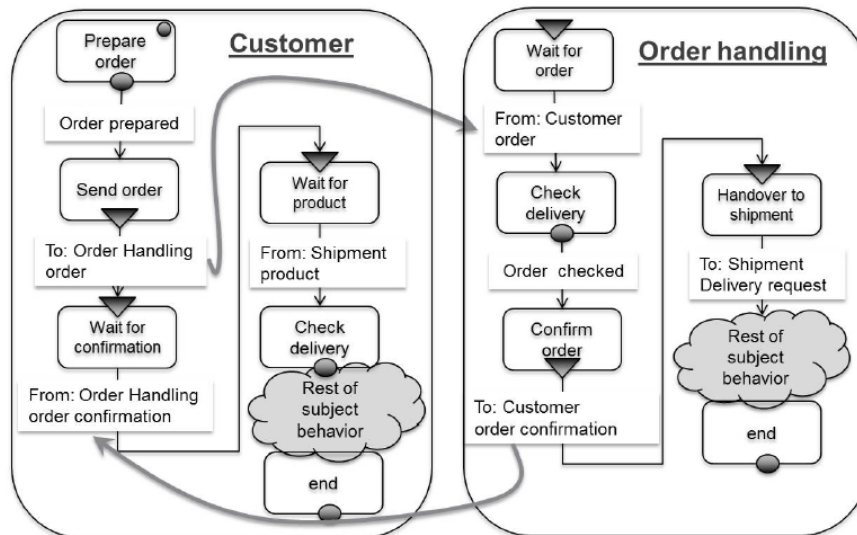 Customer
Prepare
order
Order prepared
Send order
To: Order Handling
order
Wait for
confirmation
From: Order Handling
order confirmation
Wait for
product
From: Shipment
product
Check
delivery
Rest of
subject
behavior
end
Order handling
Wait for
order
From: Customer
order
Check
delivery
Order checked
Confirm
order
To: Customer
order confirmation
Handover to
shipment
To: Shipment
Delivery request
Rest of
subject
behavior
end